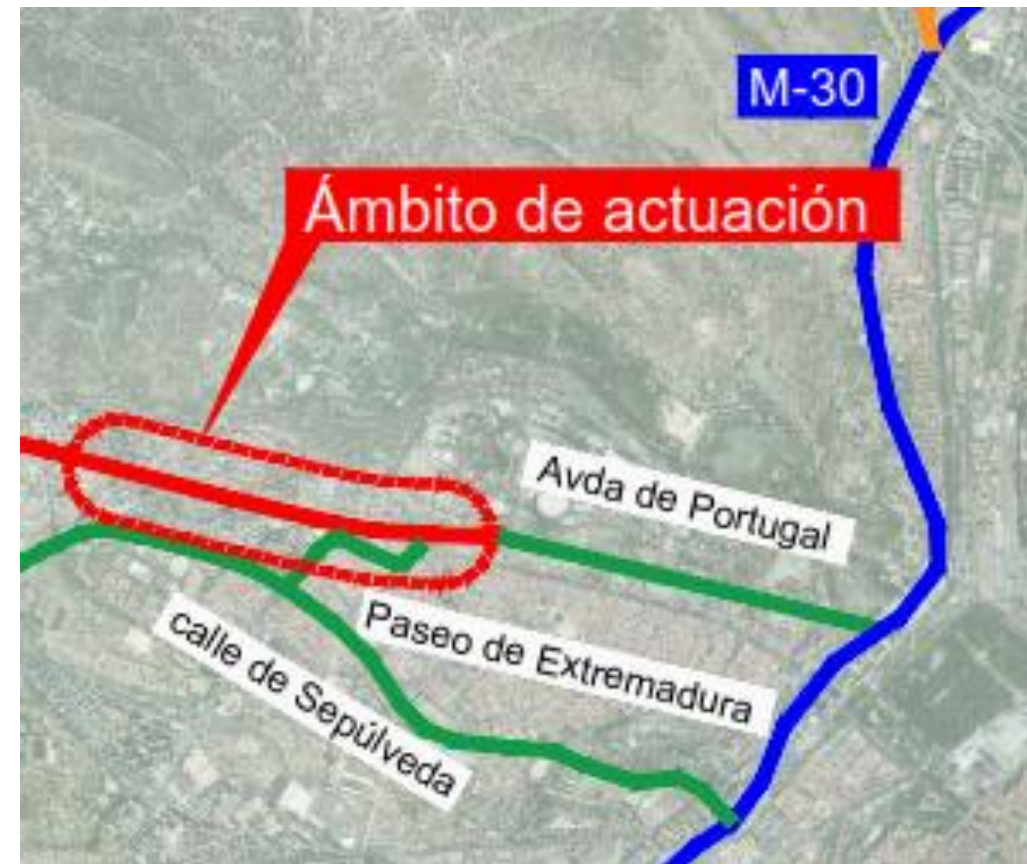 M-30
Ámbito de actuación
Avda de Portugal
Paseo de Extremadura
calle de Sepúlveda